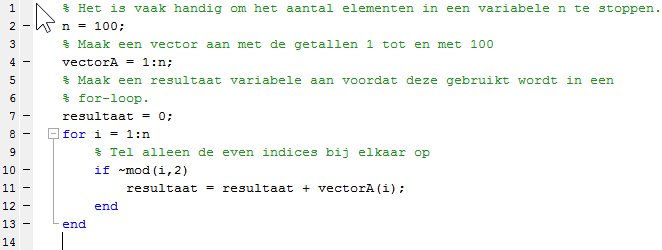 1 % Het is vaak handig om het aantal elementen in een variabele n te stoppen.
2 – n = 100;
3 % Maak een vector aan met de getallen 1 tot en met 100
4 – vectorA = 1:n;
5 % Maak een resultaat variabele aan voordat deze gebruikt wordt in een
6 % for-loop.
7 – resultaat = 0;
8 – for i = 1:n
9 % Tel alleen de even indices bij elkaar op
10 – if ~mod(i,2)
11 – resultaat = resultaat + vectorA(i);
12 – end
13 – end
14